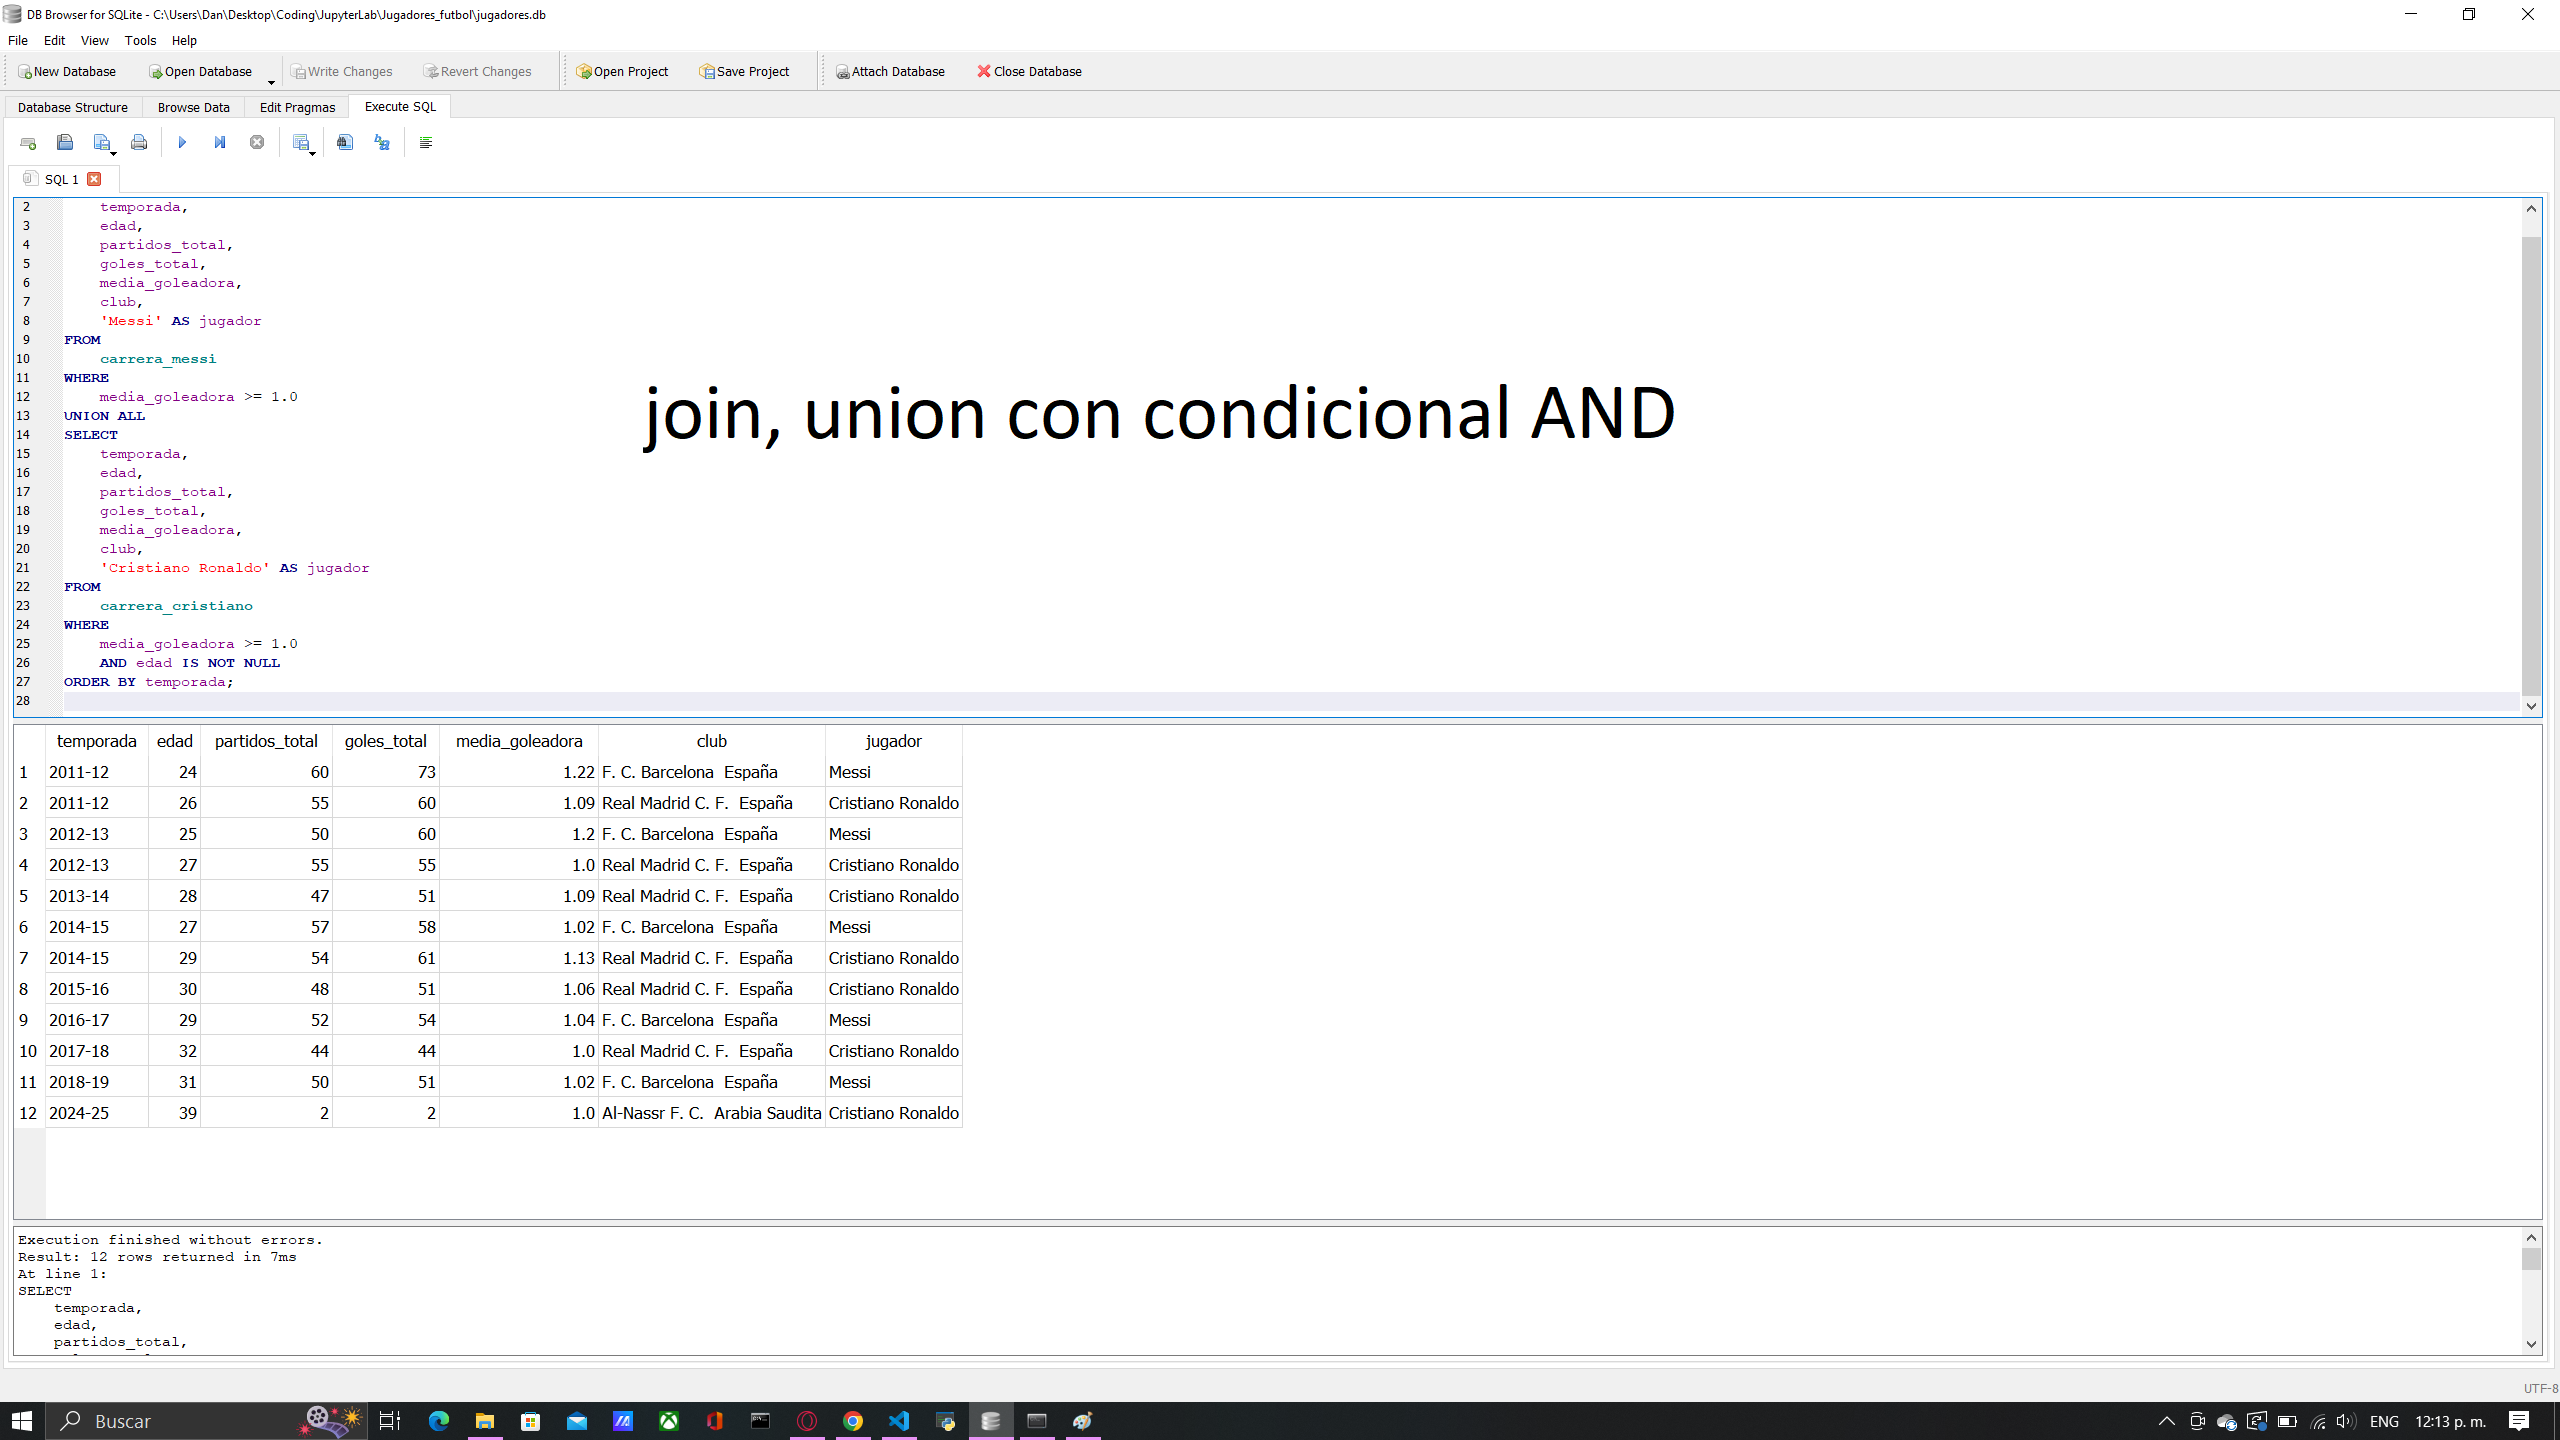 DB Browser for SQLite - C:\Users\Dan\Desktop\Coding\JupyterLab\Jugadores_futbol\jugadores.db
File Edit View Tools Help
New Database Open Database Write Changes Revert Changes Open Project Save Project Attach Database Close Database
Database Structure Browse Data Edit Pragmas Execute SQL
SQL 1
2 temporada,
3 edad,
4 partidos_total,
5 goles_total,
6 media_goleadora,
7 club,
8 'Messi' AS jugador
9 FROM
10 carrera_messi
11 WHERE
12 media_goleadora >= 1.0
13 UNION ALL
14 SELECT
15 temporada,
16 edad,
17 partidos_total,
18 goles_total,
19 media_goleadora,
20 club,
21 'Cristiano Ronaldo' AS jugador
22 FROM
23 carrera_cristiano
24 WHERE
25 media_goleadora >= 1.0
26 AND edad IS NOT NULL
27 ORDER BY temporada;
28
join, union con condicional AND
temporada edad partidos_total goles_total media_goleadora club jugador
1 2011-12 24 60 73 1.22 F. C. Barcelona España Messi
2 2011-12 26 55 60 1.09 Real Madrid C. F. España Cristiano Ronaldo
3 2012-13 25 50 60 1.2 F. C. Barcelona España Messi
4 2012-13 27 55 55 1.0 Real Madrid C. F. España Cristiano Ronaldo
5 2013-14 28 47 51 1.09 Real Madrid C. F. España Cristiano Ronaldo
6 2014-15 27 57 58 1.02 F. C. Barcelona España Messi
7 2014-15 29 54 61 1.13 Real Madrid C. F. España Cristiano Ronaldo
8 2015-16 30 48 51 1.06 Real Madrid C. F. España Cristiano Ronaldo
9 2016-17 29 52 54 1.04 F. C. Barcelona España Messi
10 2017-18 32 44 44 1.0 Real Madrid C. F. España Cristiano Ronaldo
11 2018-19 31 50 51 1.02 F. C. Barcelona España Messi
12 2024-25 39 2 2 1.0 Al-Nassr F. C. Arabia Saudita Cristiano Ronaldo
Execution finished without errors.
Result: 12 rows returned in 7ms
At line 1:
SELECT
temporada,
edad,
partidos_total,
UTF-8
Buscar ENG 12:13 p. m.